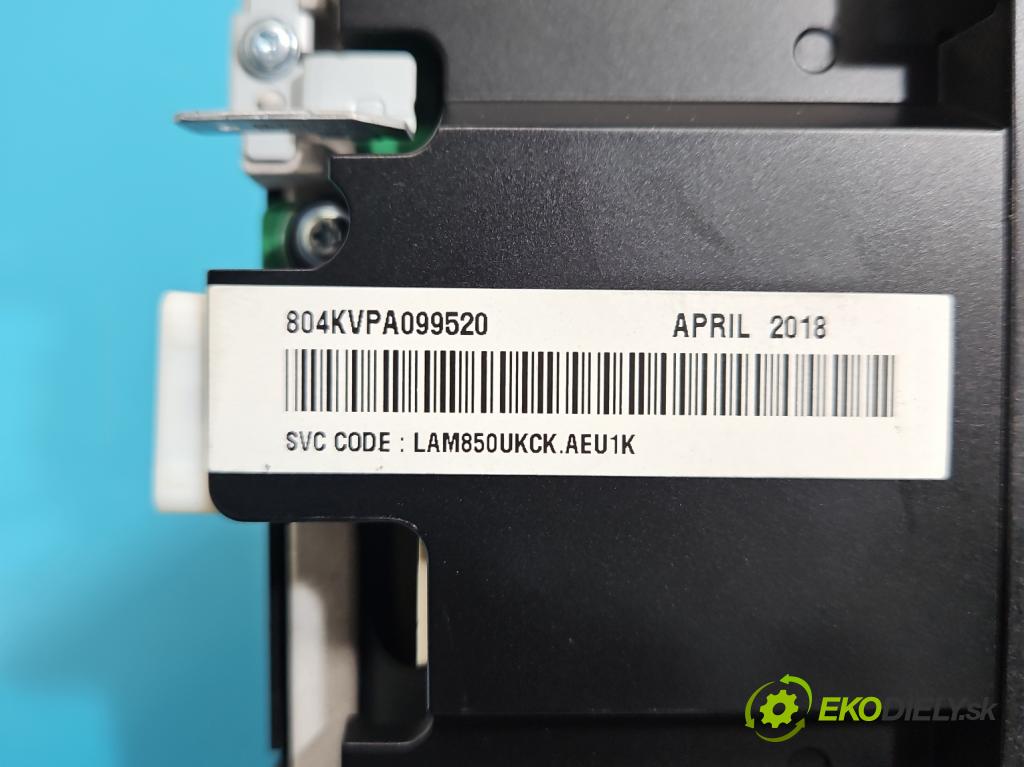 804KVPA099520 APRIL 2018
SVC CODE : LAM850UKCK.AEU1K
EKODIELY.sk